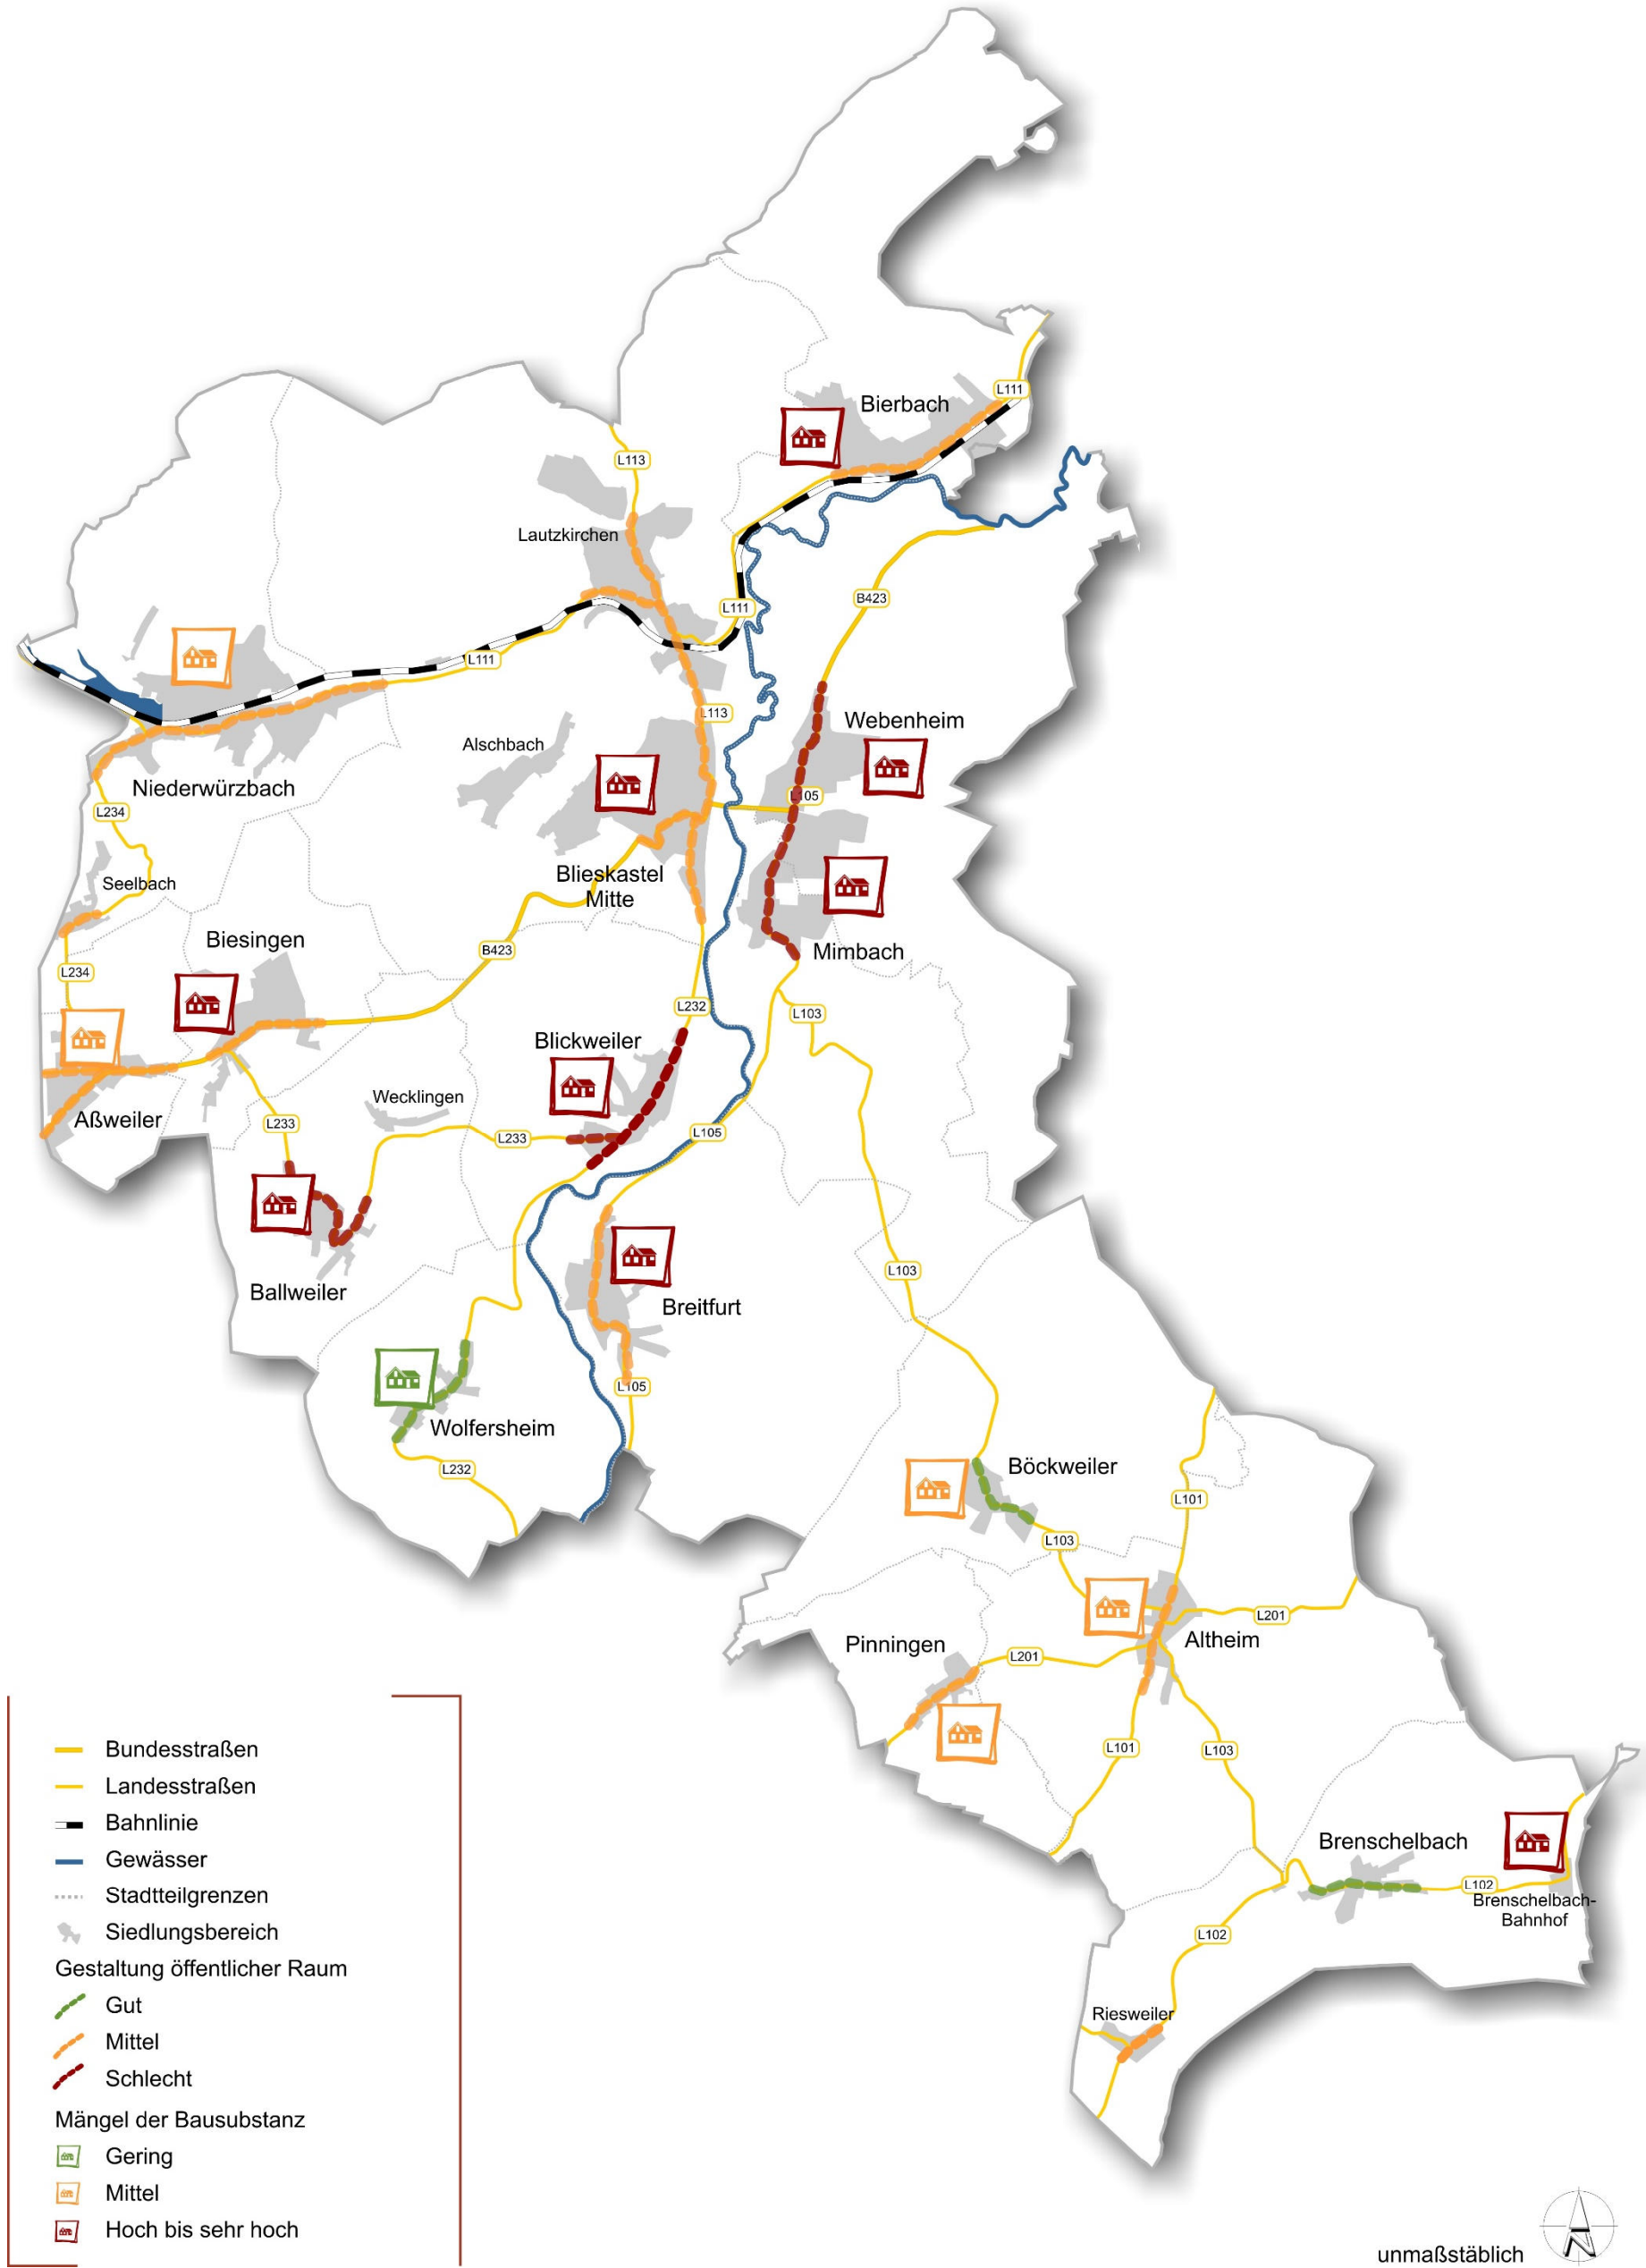 L111
Bierbach
L113
Lautzkirchen
B423
L111
L111
L113
Webenheim
Alschbach
Niederwürzbach
L105
L234
Blieskastel
Mitte
Seelbach
Biesingen
B423
Mimbach
L234
L232
L103
Blickweiler
Wecklingen
Aßweiler
L233
L233
L105
L103
Ballweiler
Breitfurt
L105
Wolfersheim
L232
Böckweiler
L101
L103
L201
Pinningen
Altheim
L201
L101
L103
Brenschelbach
L102
Brenschelbach-
Bahnhof
L102
Riesweiler
Bundesstraßen
Landesstraßen
Bahnlinie
Gewässer
Stadtteilgrenzen
Siedlungsbereich
Gestaltung öffentlicher Raum
Gut
Mittel
Schlecht
Mängel der Bausubstanz
Gering
Mittel
Hoch bis sehr hoch
unmaßstäblich
N